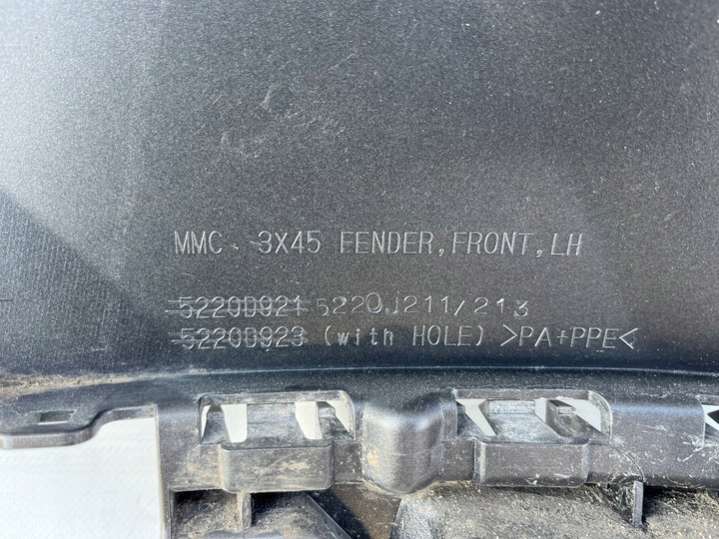 MMC - 3X45 FENDER, FRONT, LH
5220D921 5220J211/213
5220D923 (with HOLE) >PA+PPE<